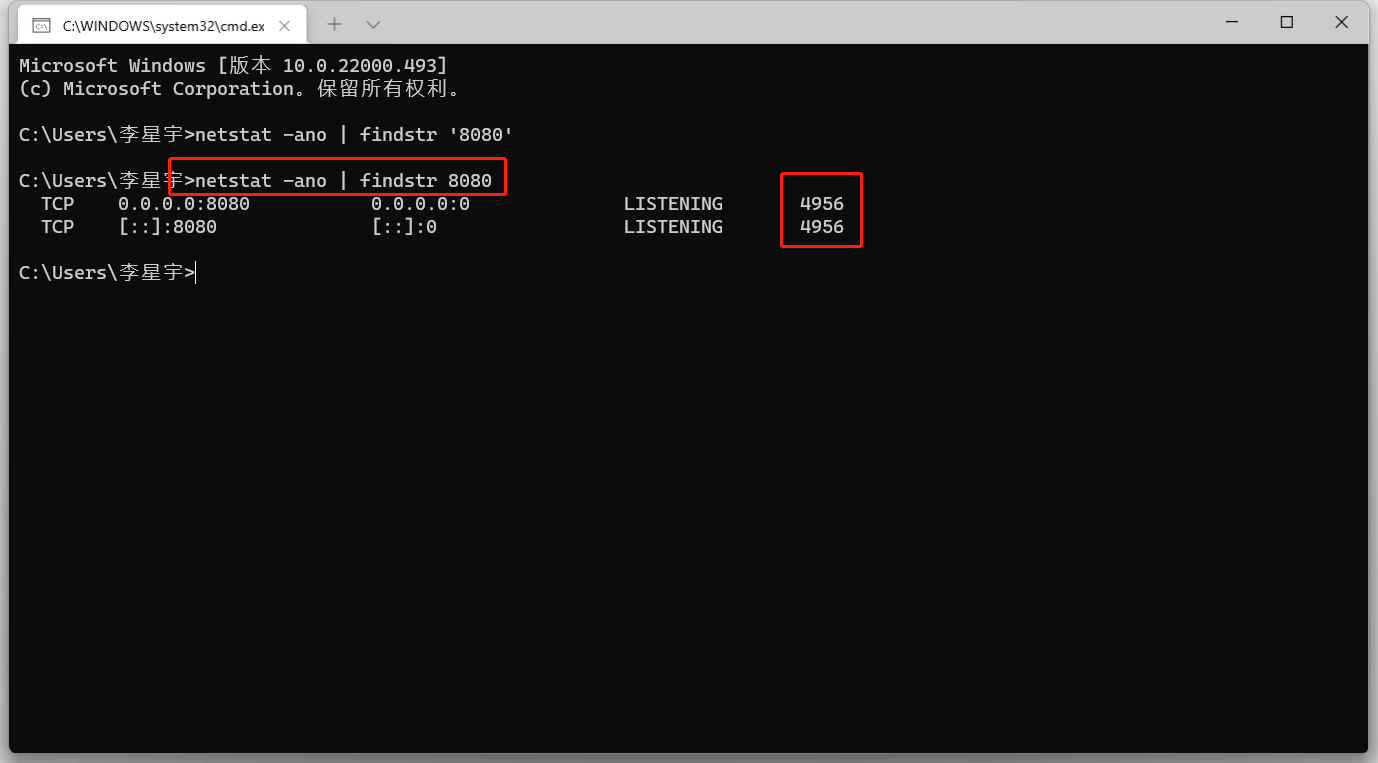 C:\WINDOWS\system32\cmd.ex
Microsoft Windows [版本 10.0.22000.493]
(c) Microsoft Corporation。保留所有权利。
C:\Users\李星宇>netstat -ano | findstr '8080'
C:\Users\李星宇>netstat -ano | findstr 8080
TCP    0.0.0.0:8080           0.0.0.0:0              LISTENING       4956
TCP    [::]:8080              [::]:0                 LISTENING       4956
C:\Users\李星宇>